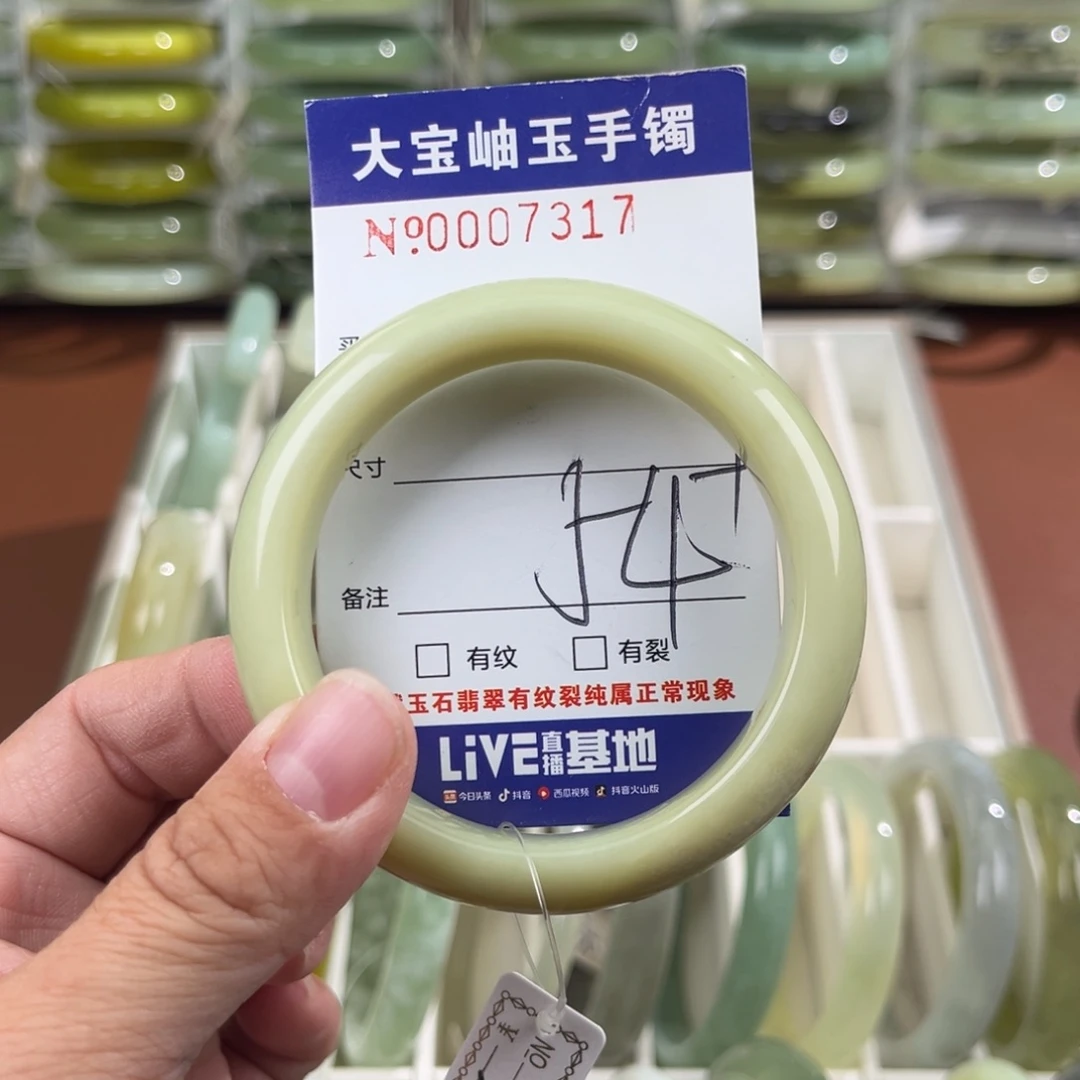 大宝岫玉手镯
Nº0007317
尺寸
备注
有纹 有裂
玉石翡翠有纹裂纯属正常现象
LiVE直播基地
今日头条 抖音 西瓜视频 抖音火山版